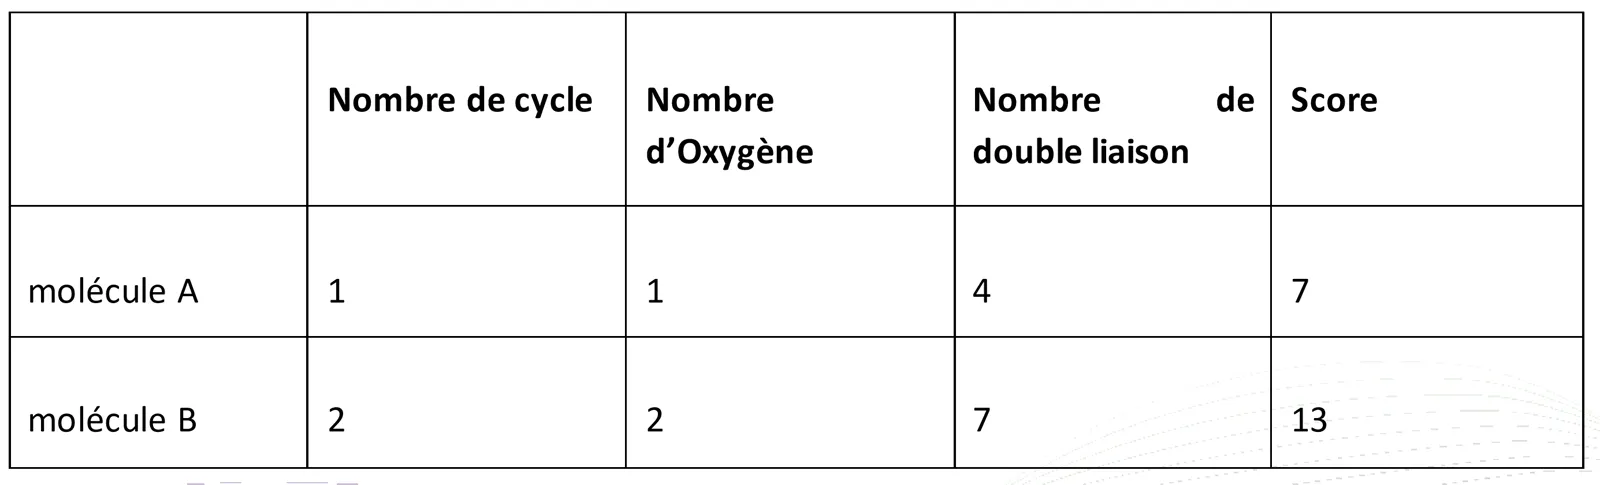 Nombre de cycle
Nombre
d’Oxygène
Nombre de
double liaison
Score
molécule A 1 1 4 7
molécule B 2 2 7 13